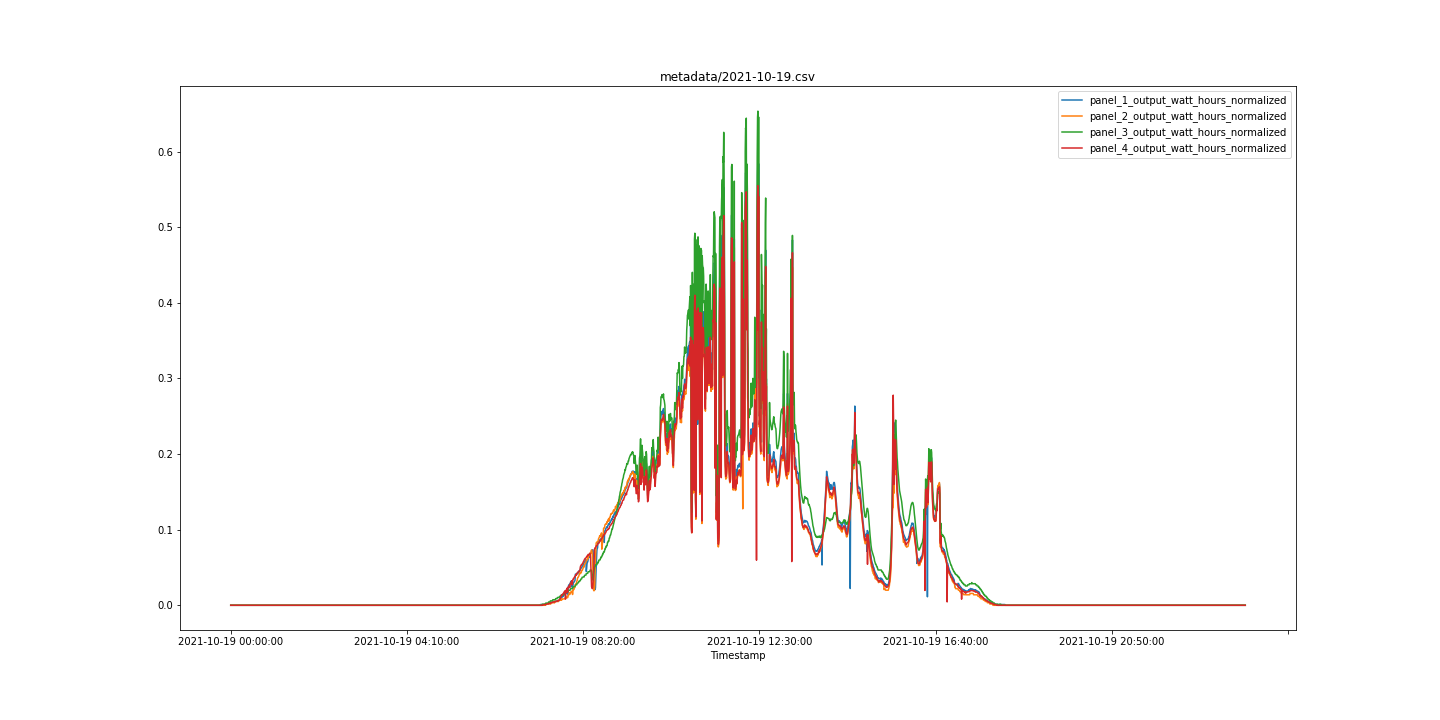 metadata/2021-10-19.csv
panel_1_output_watt_hours_normalized
panel_2_output_watt_hours_normalized
panel_3_output_watt_hours_normalized
panel_4_output_watt_hours_normalized
0.6
0.5
0.4
0.3
0.2
0.1
0.0
2021-10-19 00:00:00 2021-10-19 04:10:00 2021-10-19 08:20:00 2021-10-19 12:30:00 2021-10-19 16:40:00 2021-10-19 20:50:00
Timestamp